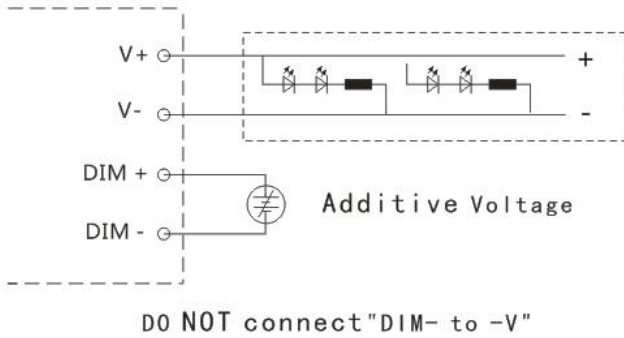 V+
+
V-
-
DIM +
Additive Voltage
DIM -
DO NOT connect"DIM- to -V"